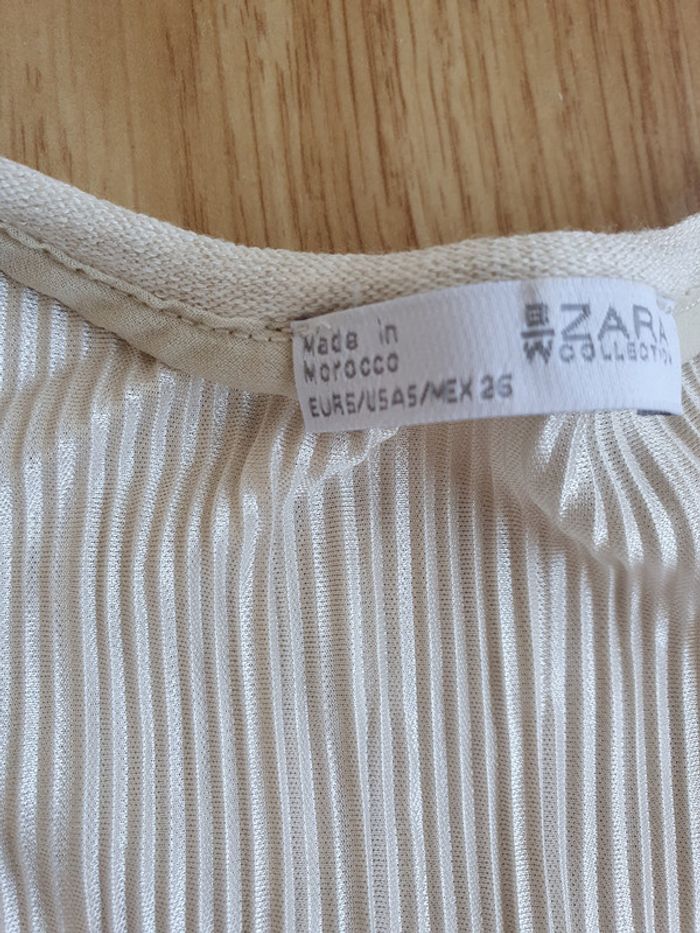 Made in
Morocco
EUR S/USA S/MEX 26
W&B ZARA
COLLECTION